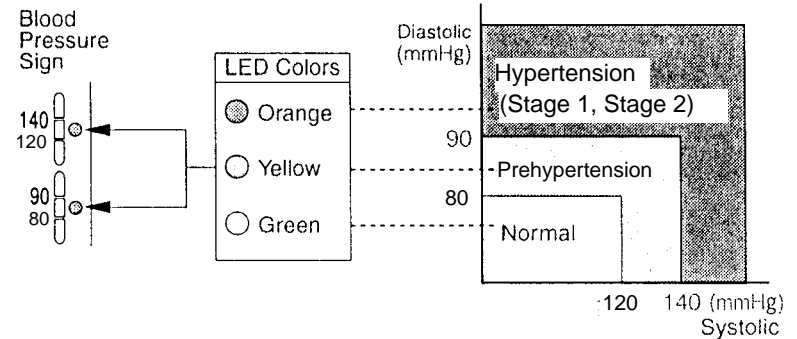 Blood
Pressure
Sign
140
120
90
80
LED Colors
Orange
Yellow
Green
Diastolic
(mmHg)
90
80
Hypertension
(Stage 1, Stage 2)
Prehypertension
Normal
120 140 (mmHg)
Systolic